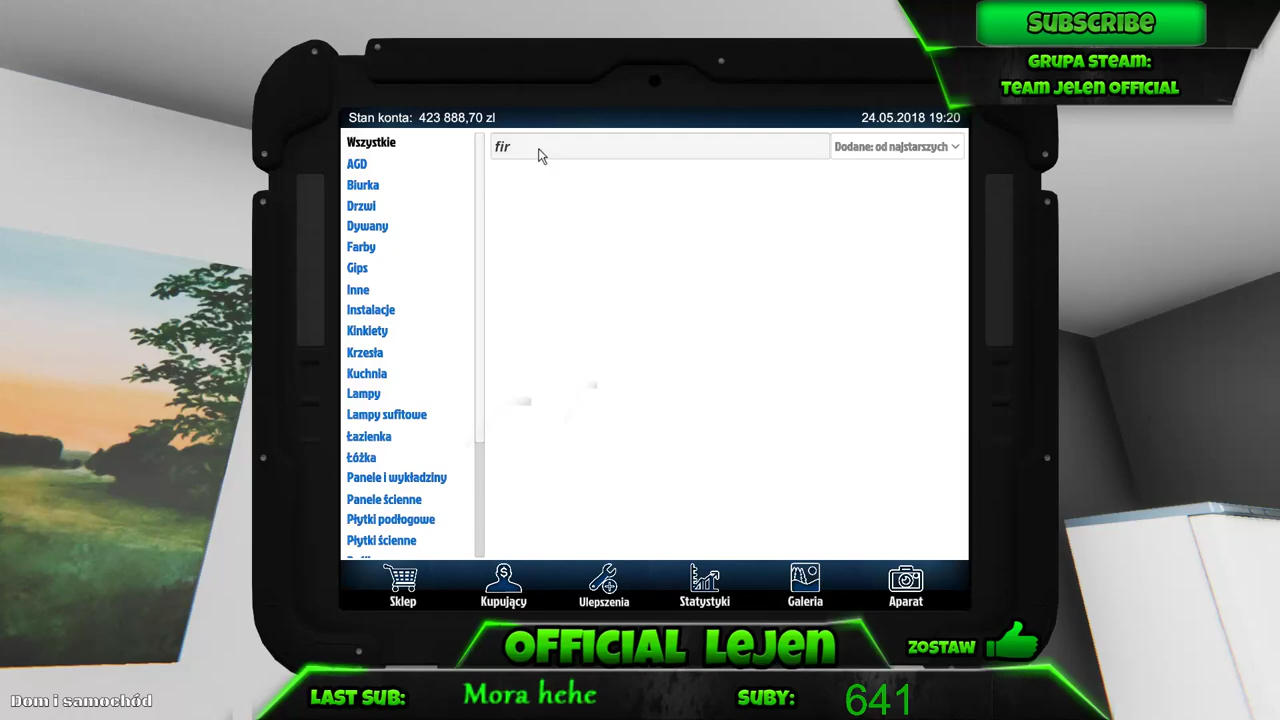 SUBSCRIBE
GRUPA STEAM:
TEAM JELEN OFFICIAL
Stan konta: 423 888,70 zl
24.05.2018 19:20
Wszystkie
fir
Dodane: od najstarszych
AGD
Biurka
Drzwi
Dywany
Farby
Gips
Inne
Instalacje
Kinkiety
Krzesła
Kuchnia
Lampy
Lampy sufitowe
Łazienka
Łóżka
Panele i wykładziny
Panele ścienne
Płytki podłogowe
Płytki ścienne
Sklep
Kupujący
Ulepszenia
Statystyki
Galeria
Aparat
OFFICIAL LEJEN
ZOSTAW
Dom i samochód
LAST SUB:
Mora hehe
SUBY:
641